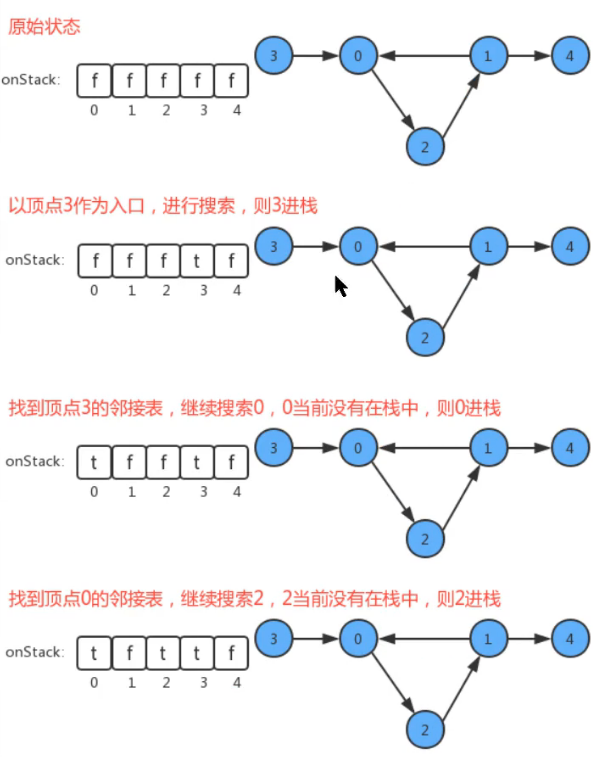 原始状态
onStack: f f f f f
0 1 2 3 4
3 0 1 4
2
以顶点3作为入口，进行搜索，则3进栈
onStack: f f f t f
0 1 2 3 4
3 0 1 4
2
找到顶点3的邻接表，继续搜索0，0当前没有在栈中，则0进栈
onStack: t f f t f
0 1 2 3 4
3 0 1 4
2
找到顶点0的邻接表，继续搜索2，2当前没有在栈中，则2进栈
onStack: t f t t f
0 1 2 3 4
3 0 1 4
2